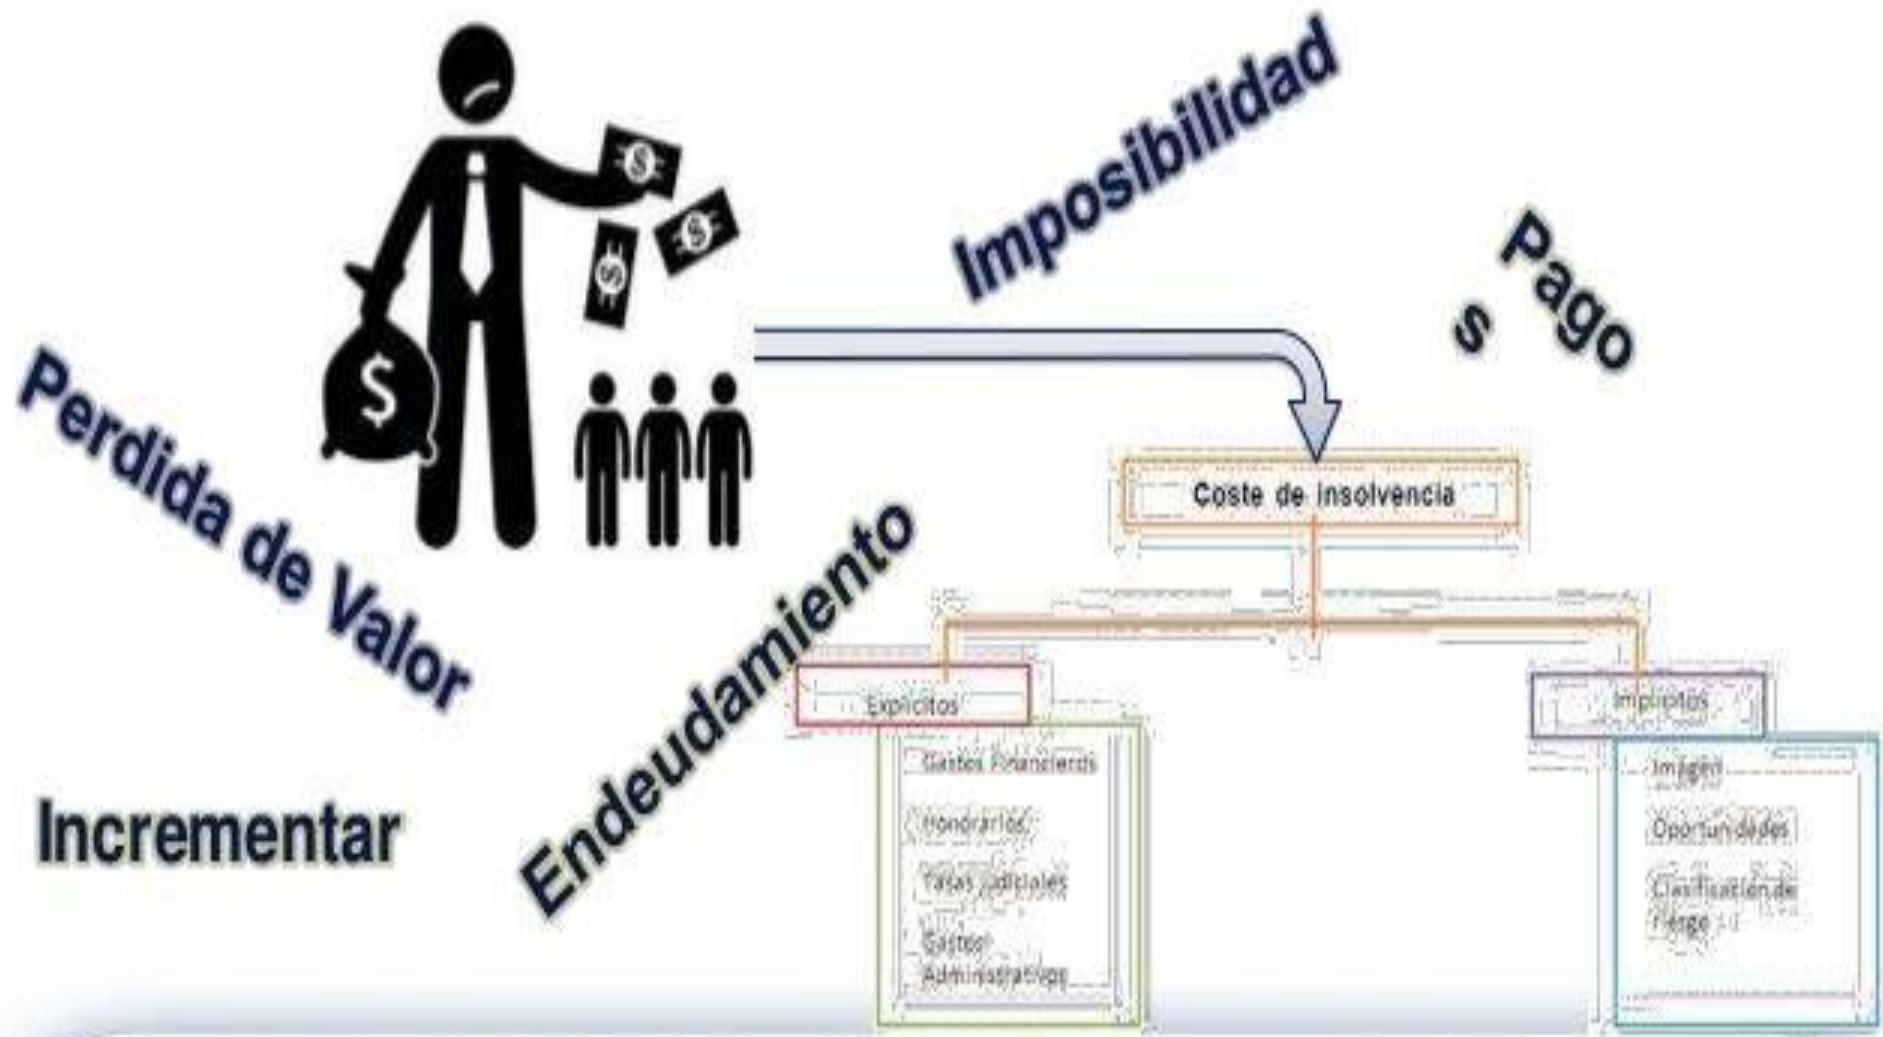 Imposibilidad
Pago
s
Perdida de Valor
Coste de insolvencia
Endeudamiento
Explicitos
Implicitos
Gastos Financieros
Honorarios
Tasas judiciales
Gastos
Administrativos
Imagen
Oportunidades
Clasificación de
riesgo
Incrementar
$
$
$
$